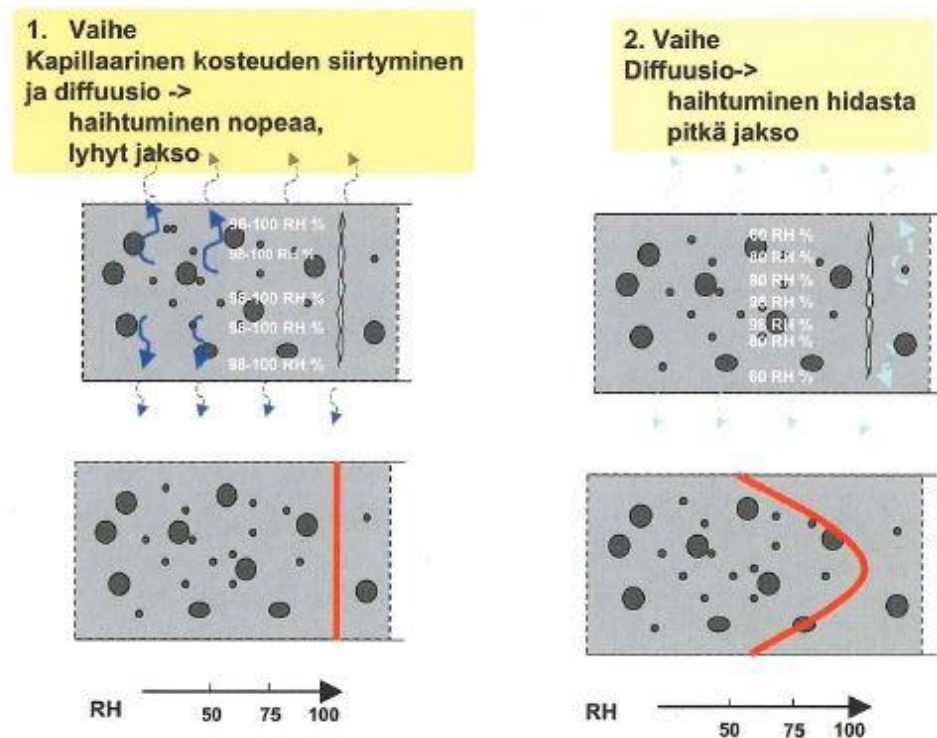 1. Vaihe
Kapillaarinen kosteuden siirtyminen
ja diffuusio ->
haihtuminen nopeaa,
lyhyt jakso
98-100 RH %
98-100 RH %
98-100 RH %
98-100 RH %
98-100 RH %
RH
50 75 100
2. Vaihe
Diffuusio->
haihtuminen hidasta
pitkä jakso
60 RH %
80 RH %
80 RH %
98 RH %
98 RH %
80 RH %
60 RH %
RH
50 75 100